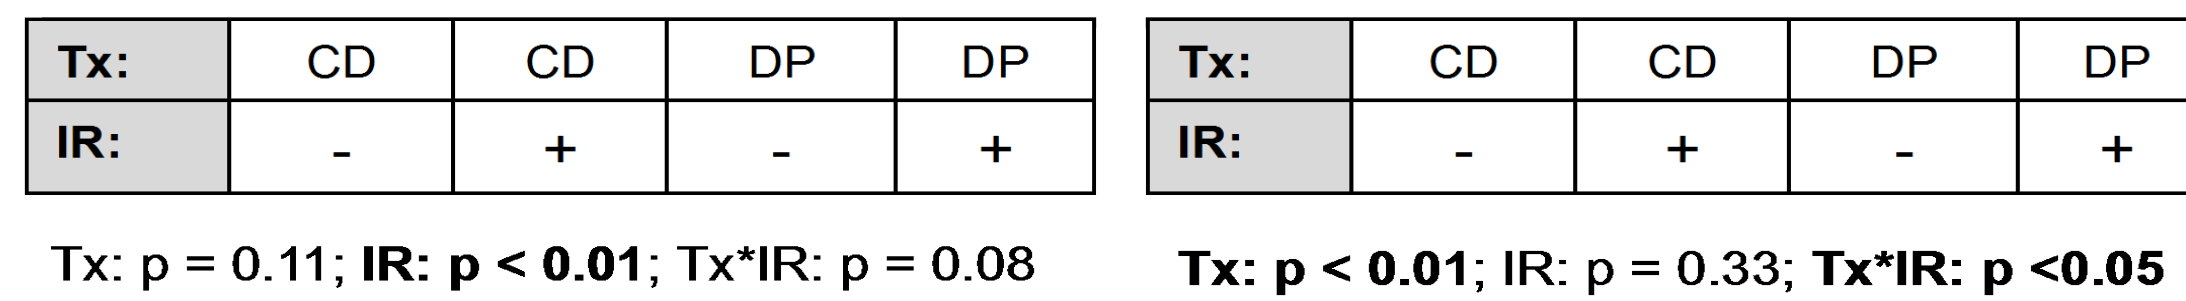 Tx: CD CD DP DP
IR: - + - +
Tx: p = 0.11; IR: p < 0.01; Tx*IR: p = 0.08
Tx: CD CD DP DP
IR: - + - +
Tx: p < 0.01; IR: p = 0.33; Tx*IR: p <0.05